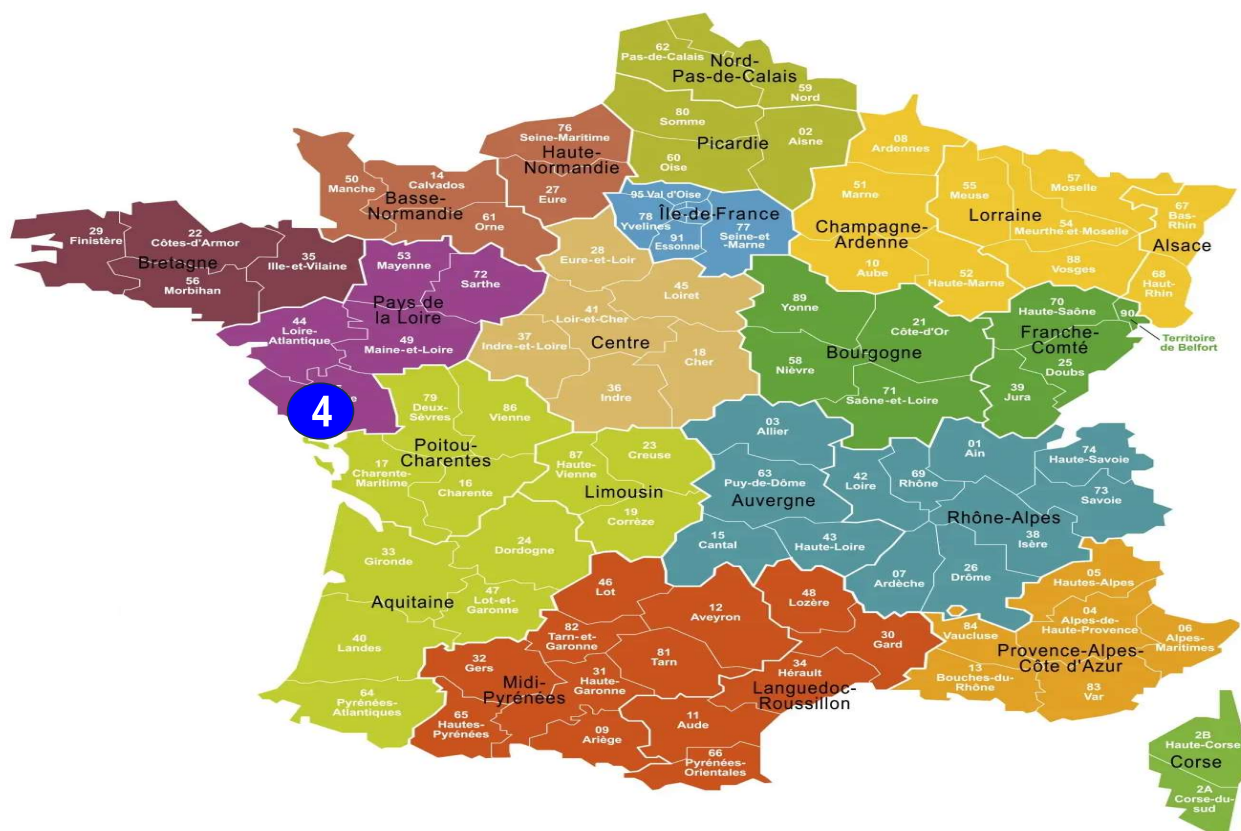 62
Pas-de-Calais
Nord-
Pas-de-Calais
59
Nord
80
Somme
02
Aisne
Picardie
60
Oise
76
Seine-Maritime
Haute-
Normandie
27
Eure
50
Manche
14
Calvados
Basse-
Normandie
61
Orne
95 Val d'Oise
Île-de-France
78
Yvelines
91
Essonne
77
Seine-et
et-Marne
08
Ardennes
51
Marne
Champagne-
Ardenne
10
Aube
52
Haute-Marne
55
Meuse
57
Moselle
Lorraine
54
Meurthe-et-Moselle
88
Vosges
67
Bas-
Rhin
Alsace
68
Haut-
Rhin
29
Finistère
22
Côtes-d'Armor
Bretagne
35
Ille-et-Vilaine
56
Morbihan
53
Mayenne
72
Sarthe
Pays de
la Loire
44
Loire-
Atlantique
49
Maine-et-Loire
4
28
Eure-et-Loir
45
Loiret
41
Loir-et-Cher
37
Indre-et-Loire
Centre
18
Cher
36
Indre
89
Yonne
21
Côte-d'Or
58
Nièvre
Bourgogne
71
Saône-et-Loire
70
Haute-Saône
90
Territoire
de Belfort
Franche-
Comté
25
Doubs
39
Jura
79
Deux-
Sèvres
86
Vienne
Poitou-
Charentes
17
Charente-
Maritime
16
Charente
23
Creuse
87
Haute-
Vienne
Limousin
19
Corrèze
03
Allier
63
Puy-de-Dôme
Auvergne
15
Cantal
43
Haute-Loire
01
Ain
74
Haute-Savoie
42
Loire
69
Rhône
73
Savoie
Rhône-Alpes
38
Isère
07
Ardèche
26
Drôme
33
Gironde
24
Dordogne
Aquitaine
47
Lot-et-
Garonne
40
Landes
64
Pyrénées-
Atlantiques
46
Lot
12
Aveyron
82
Tarn-et-
Garonne
32
Gers
81
Tarn
31
Haute-
Garonne
Midi-
Pyrénées
65
Hautes-
Pyrénées
09
Ariège
48
Lozère
30
Gard
34
Hérault
Languedoc-
Roussillon
11
Aude
66
Pyrénées-
Orientales
05
Hautes-Alpes
04
Alpes-de-
Haute-Provence
06
Alpes-
Maritimes
84
Vaucluse
Provence-Alpes-
Côte d'Azur
13
Bouches-du-
Rhône
83
Var
2B
Haute-Corse
Corse
2A
Corse-du-
sud